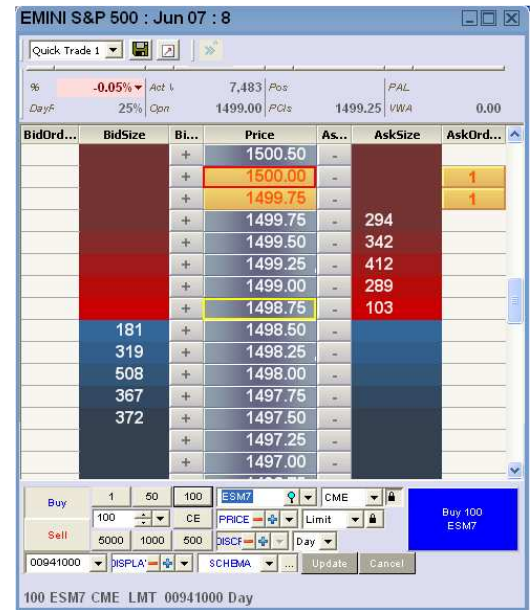 EMINI S&P 500 : Jun 07 : 8
Quick Trade 1
% -0.05% Act 7,483 Pos PAL
DayR 25% Opn 1499.00 PCls 1499.25 VWA 0.00
BidOrd... BidSize Bi... Price As... AskSize AskOrd...
+ 1500.50 -
+ 1500.00 - 1
+ 1499.75 - 1
+ 1499.75 - 294
+ 1499.50 - 342
+ 1499.25 - 412
+ 1499.00 - 289
+ 1498.75 - 103
181 + 1498.50 -
319 + 1498.25 -
508 + 1498.00 -
367 + 1497.75 -
372 + 1497.50 -
+ 1497.25 -
+ 1497.00 -
Buy 1 50 100 ESM7 CME
100 CE PRICE Limit
Sell 5000 1000 500 Day
Buy 100
ESM7
00941000 SCHEMA ... Update Cancel
100 ESM7 CME LMT 00941000 Day